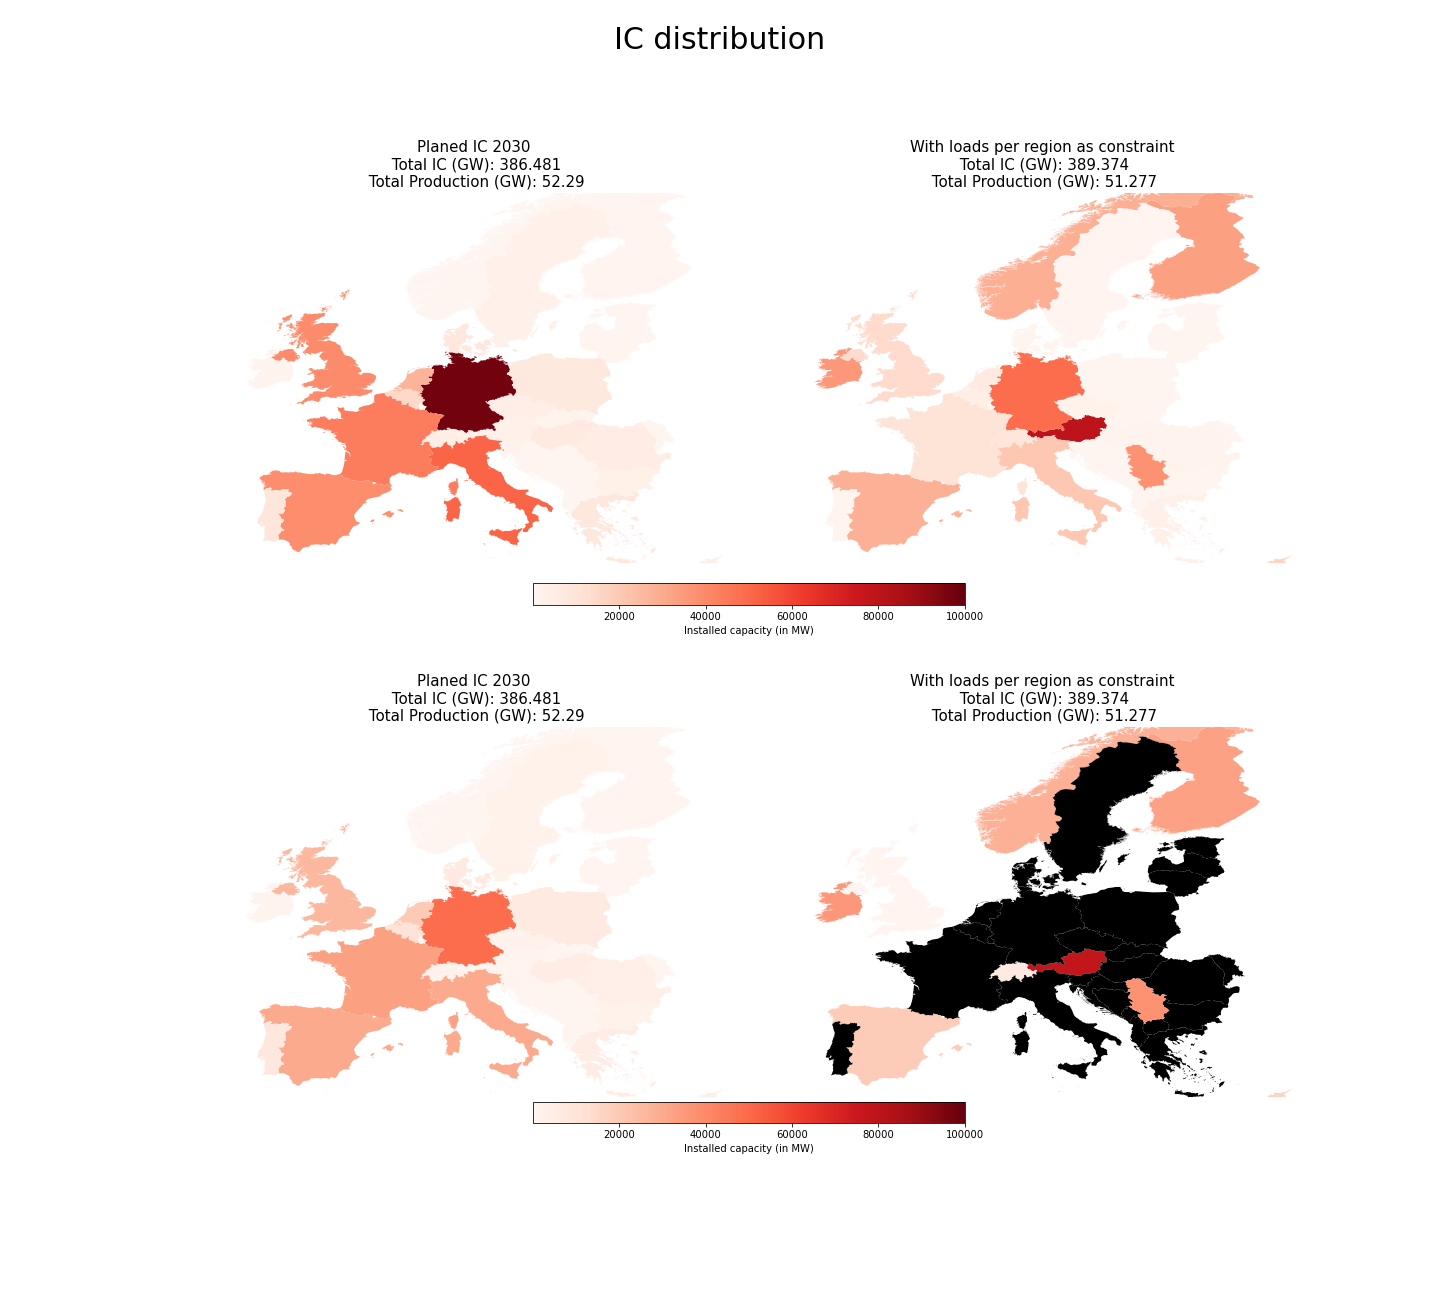 IC distribution
Planed IC 2030
Total IC (GW): 386.481
Total Production (GW): 52.29
With loads per region as constraint
Total IC (GW): 389.374
Total Production (GW): 51.277
20000 40000 60000 80000 100000
Installed capacity (in MW)
Planed IC 2030
Total IC (GW): 386.481
Total Production (GW): 52.29
With loads per region as constraint
Total IC (GW): 389.374
Total Production (GW): 51.277
20000 40000 60000 80000 100000
Installed capacity (in MW)